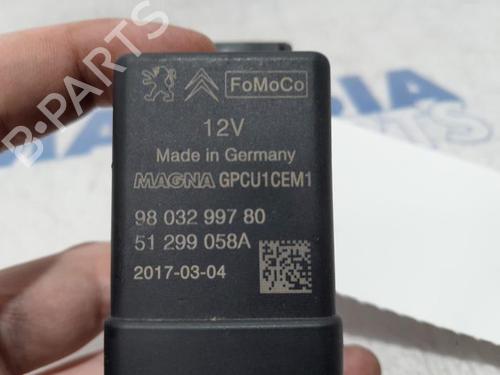 FoMoCo
12V
Made in Germany
MAGNA GPCU1CEM1
98 032 997 80
51 299 058A
2017-03-04
B-PARTS